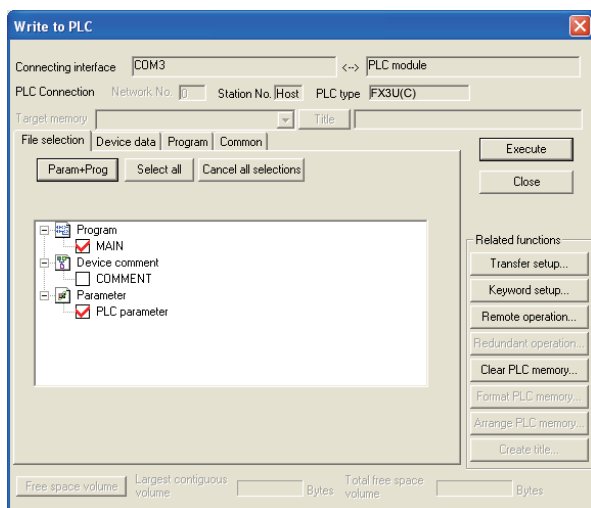 Write to PLC
Connecting interface COM3 <--> PLC module
PLC Connection Network No. 0 Station No. Host PLC type FX3U(C)
Target memory Title
File selection Device data Program Common
Execute
Param+Prog Select all Cancel all selections
Close
Program
MAIN
Device comment
COMMENT
Parameter
PLC parameter
Related functions
Transfer setup...
Keyword setup...
Remote operation...
Redundant operation...
Clear PLC memory...
Format PLC memory...
Arrange PLC memory...
Create title...
Free space volume Largest contiguous volume Bytes Total free space volume Bytes